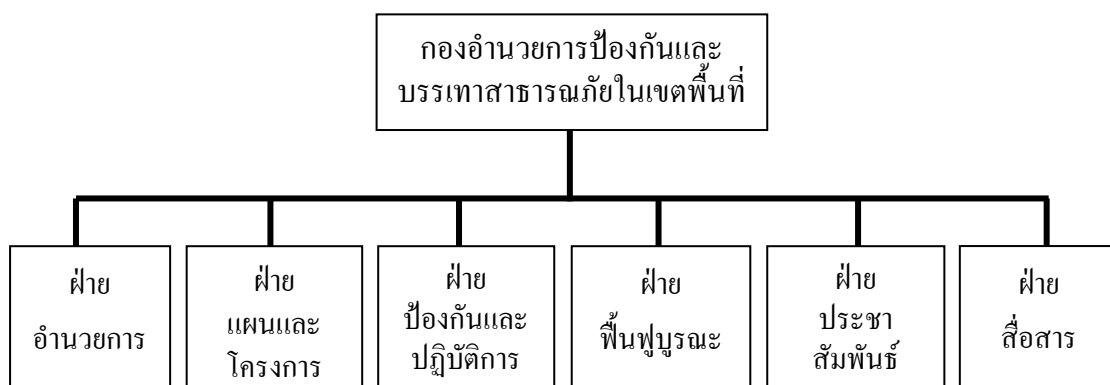 กองอำนวยการป้องกันและ
บรรเทาสาธารณภัยในเขตพื้นที่
ฝ่าย
อำนวยการ
ฝ่าย
แผนและ
โครงการ
ฝ่าย
ป้องกันและ
ปฏิบัติการ
ฝ่าย
ฟื้นฟูบูรณะ
ฝ่าย
ประชา
สัมพันธ์
ฝ่าย
สื่อสาร